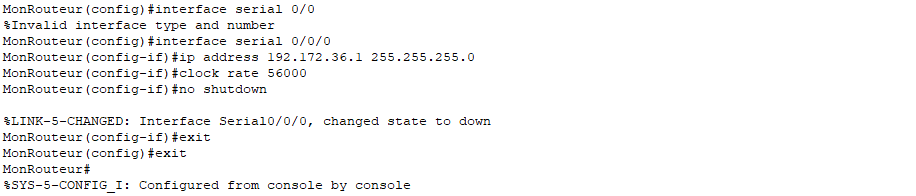 MonRouteur(config)#interface serial 0/0
%Invalid interface type and number
MonRouteur(config)#interface serial 0/0/0
MonRouteur(config-if)#ip address 192.172.36.1 255.255.255.0
MonRouteur(config-if)#clock rate 56000
MonRouteur(config-if)#no shutdown
%LINK-5-CHANGED: Interface Serial0/0/0, changed state to down
MonRouteur(config-if)#exit
MonRouteur(config)#exit
MonRouteur#
%SYS-5-CONFIG_I: Configured from console by console